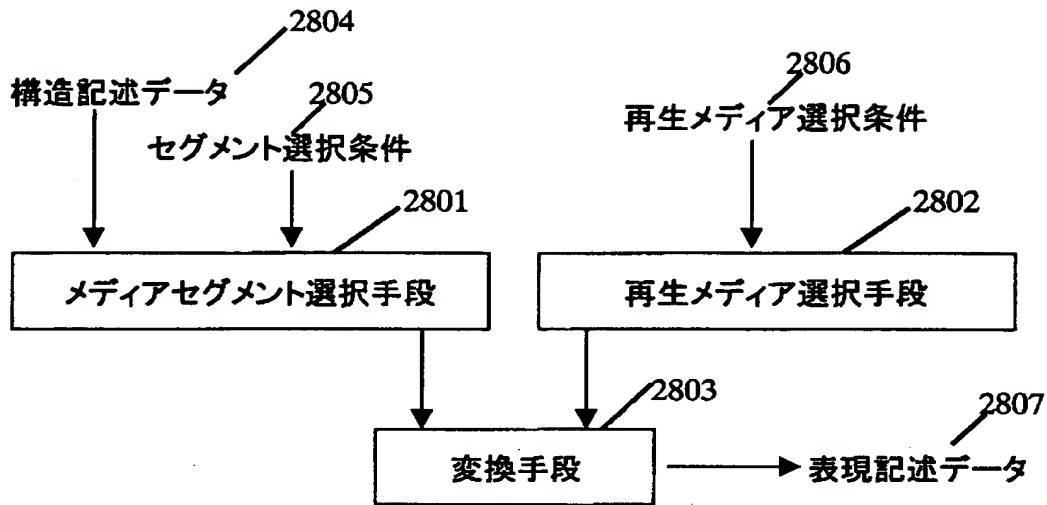 2804
構造記述データ
2805
セグメント選択条件
2806
再生メディア選択条件
2801
メディアセグメント選択手段
2802
再生メディア選択手段
2803
変換手段
2807
表現記述データ